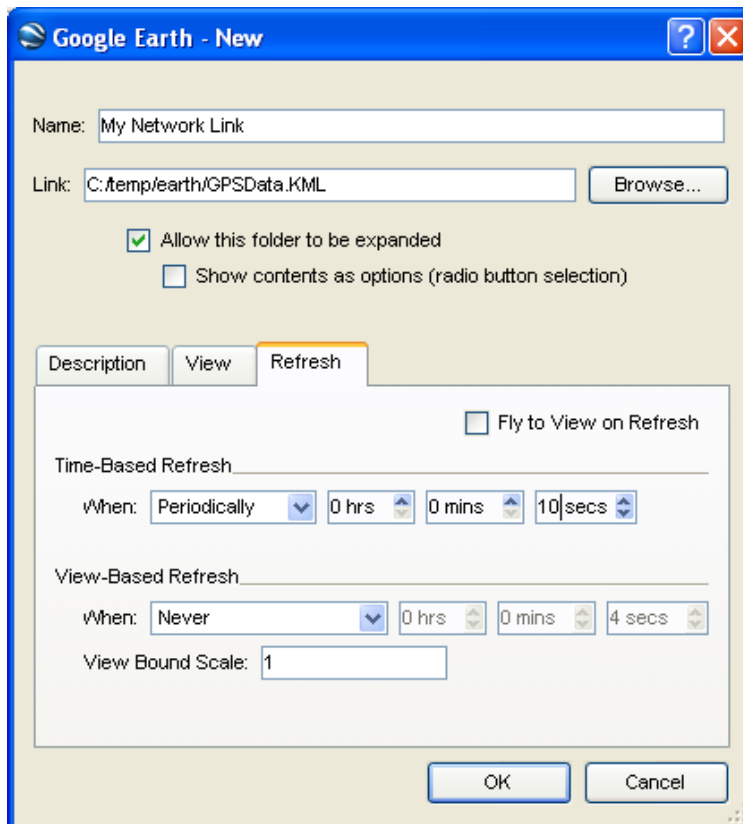 Google Earth - New
Name: My Network Link
Link: C:/temp/earth/GPSData.KML Browse...
Allow this folder to be expanded
Show contents as options (radio button selection)
Description View Refresh
Fly to View on Refresh
Time-Based Refresh
When: Periodically 0 hrs 0 mins 10 secs
View-Based Refresh
When: Never 0 hrs 0 mins 4 secs
View Bound Scale: 1
OK Cancel